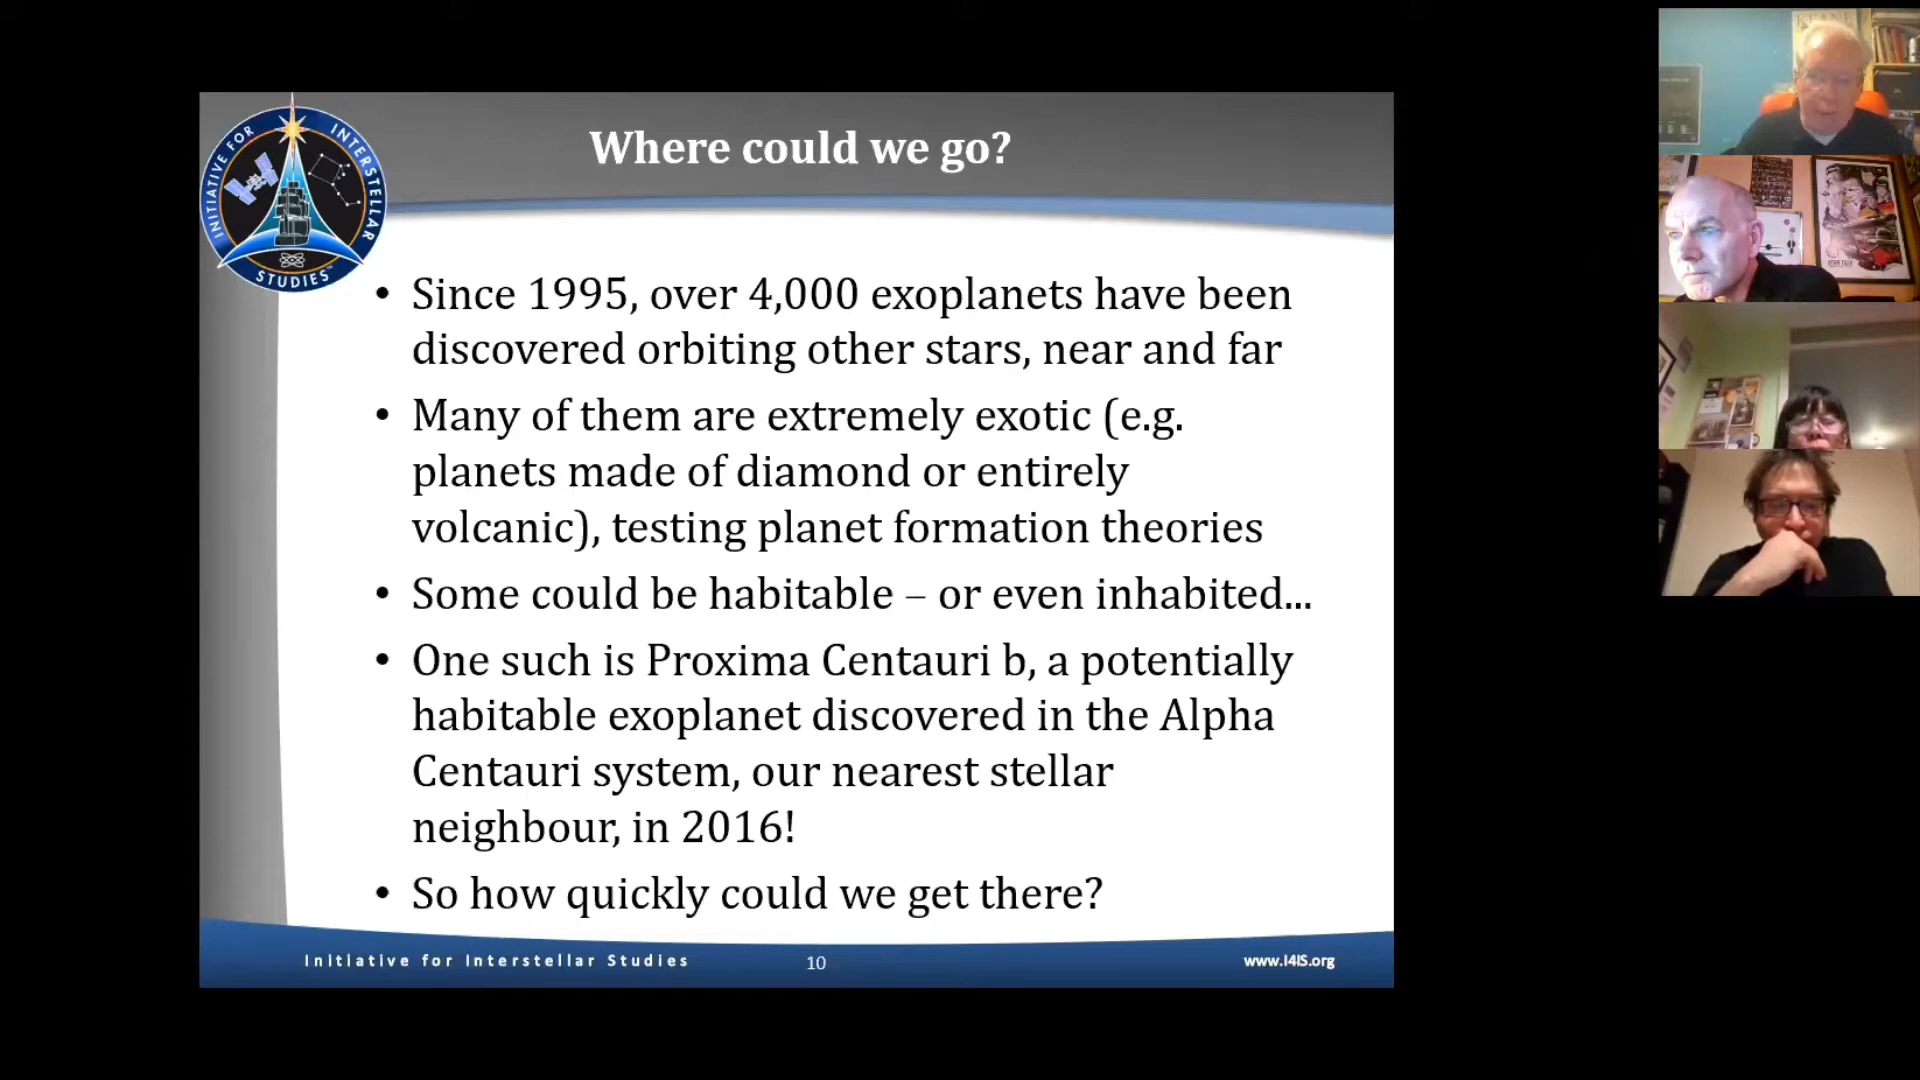 INITIATIVE FOR INTERSTELLAR STUDIES
Where could we go?
• Since 1995, over 4,000 exoplanets have been
discovered orbiting other stars, near and far
• Many of them are extremely exotic (e.g.
planets made of diamond or entirely
volcanic), testing planet formation theories
• Some could be habitable – or even inhabited...
• One such is Proxima Centauri b, a potentially
habitable exoplanet discovered in the Alpha
Centauri system, our nearest stellar
neighbour, in 2016!
• So how quickly could we get there?
Initiative for Interstellar Studies
10
www.I4IS.org